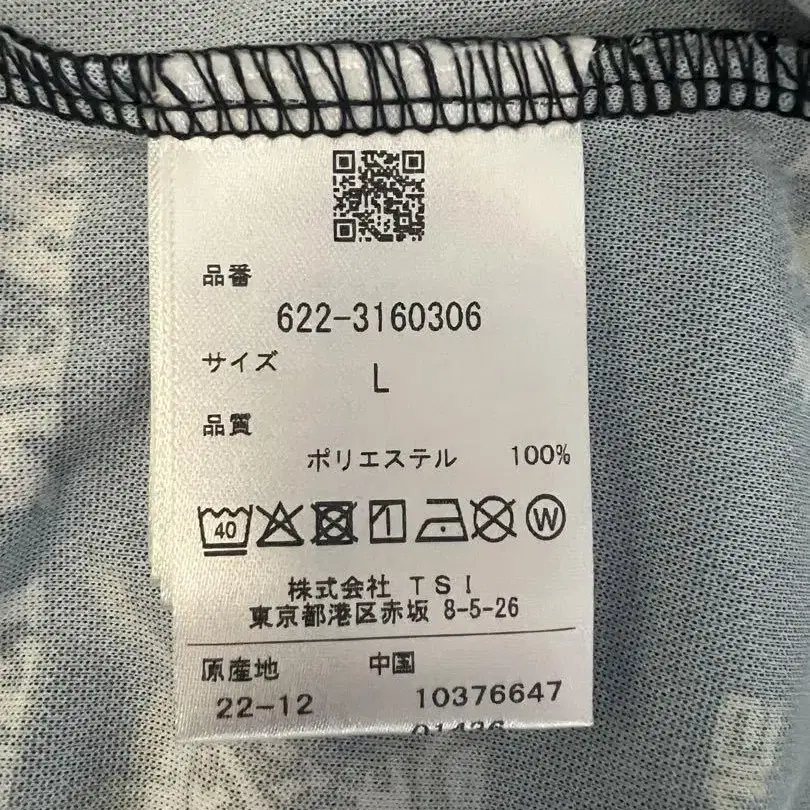 品番
622-3160306
サイズ
L
品質
ポリエステル 100%
40 W
株式会社 TSI
東京都港区赤坂 8-5-26
原産地 中国
22-12 10376647